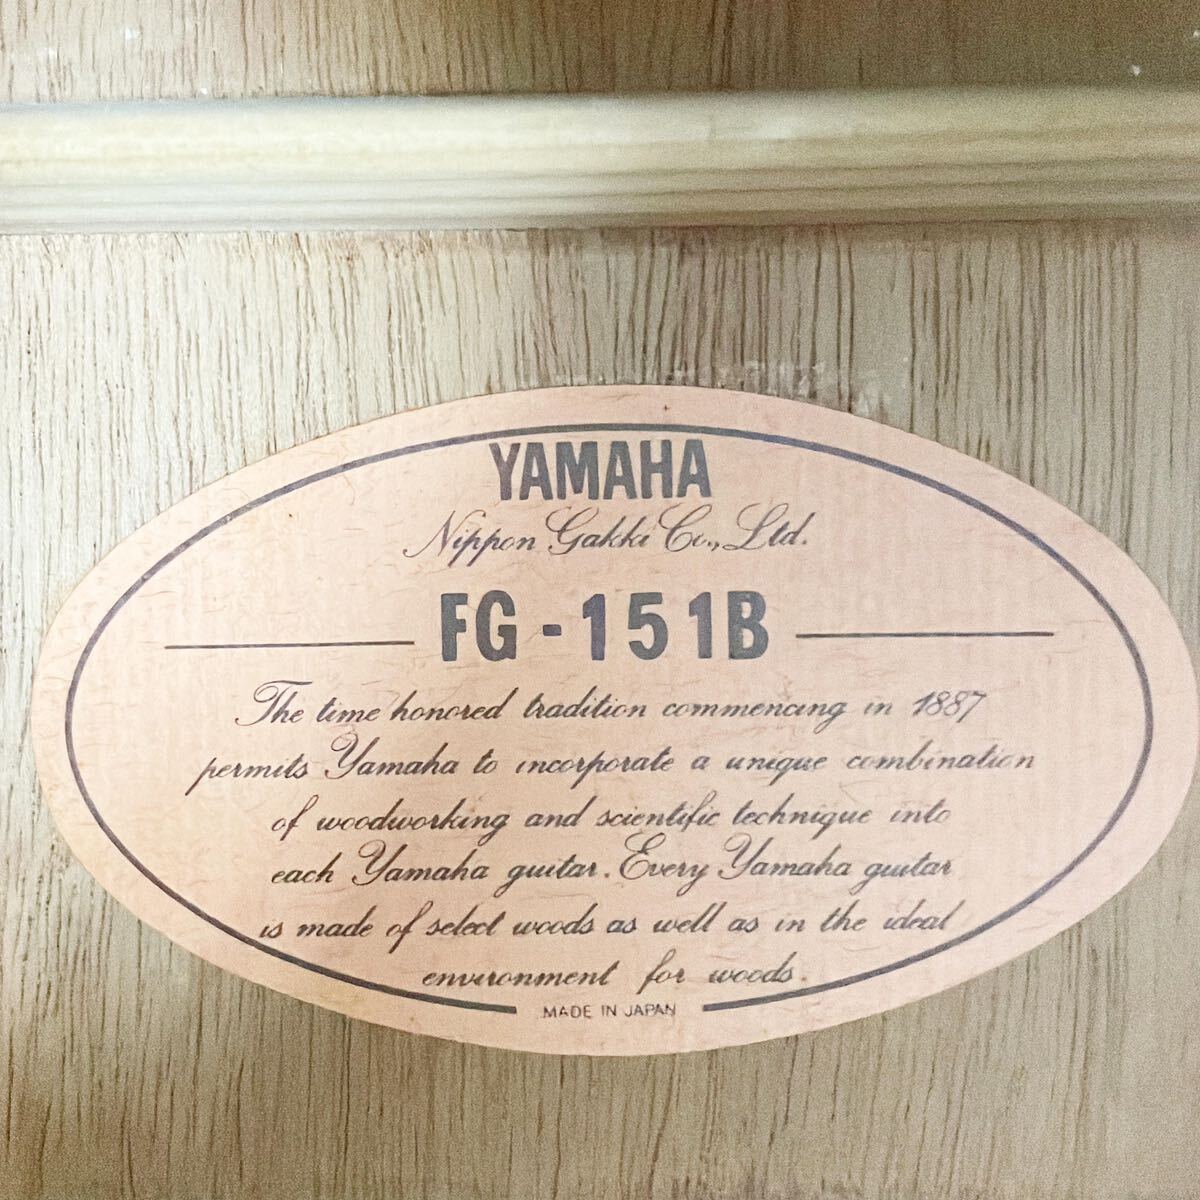 YAMAHA
Nippon Gakki Co., Ltd.
FG-151B
The time honored tradition commencing in 1887
permits Yamaha to incorporate a unique combination
of woodworking and scientific technique into
each Yamaha guitar. Every Yamaha guitar
is made of select woods as well as in the ideal
environment for woods.
MADE IN JAPAN